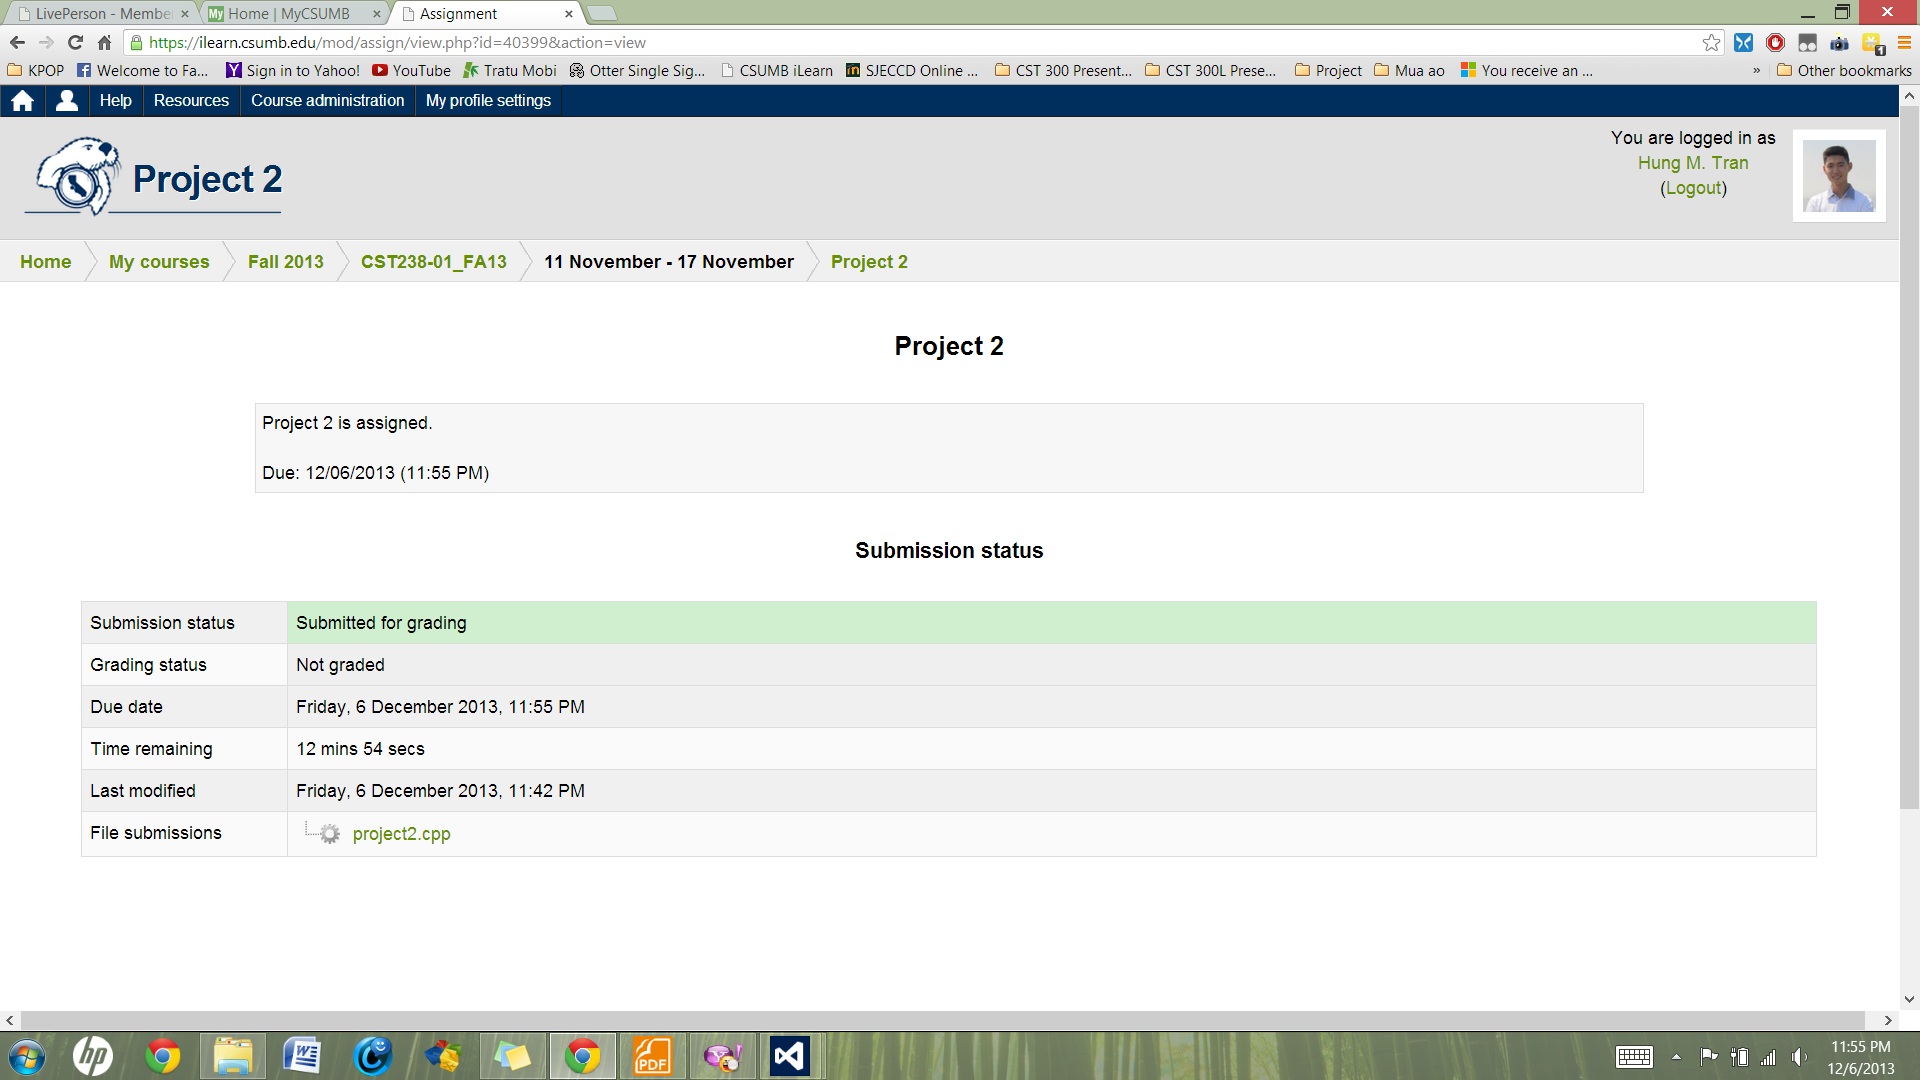 LivePerson - Membe
My Home | MyCSUMB
Assignment
https://ilearn.csumb.edu/mod/assign/view.php?id=40399&action=view
1
KPOP
Welcome to Fa...
Sign in to Yahoo!
YouTube
Tratu Mobi
Otter Single Sig...
CSUMB iLearn
in SJECCD Online ...
CST 300 Present...
CST 300L Prese...
Project
Mua ao
You receive an ...
»
Other bookmarks
Help
Resources
Course administration
My profile settings
Project 2
You are logged in as
Hung M. Tran
(Logout)
Home
My courses
Fall 2013
CST238-01_FA13
11 November - 17 November
Project 2
Project 2
Project 2 is assigned.
Due: 12/06/2013 (11:55 PM)
Submission status
Submission status Submitted for grading
Grading status Not graded
Due date Friday, 6 December 2013, 11:55 PM
Time remaining 12 mins 54 secs
Last modified Friday, 6 December 2013, 11:42 PM
File submissions project2.cpp
hp
W
PDF
11:55 PM
12/6/2013